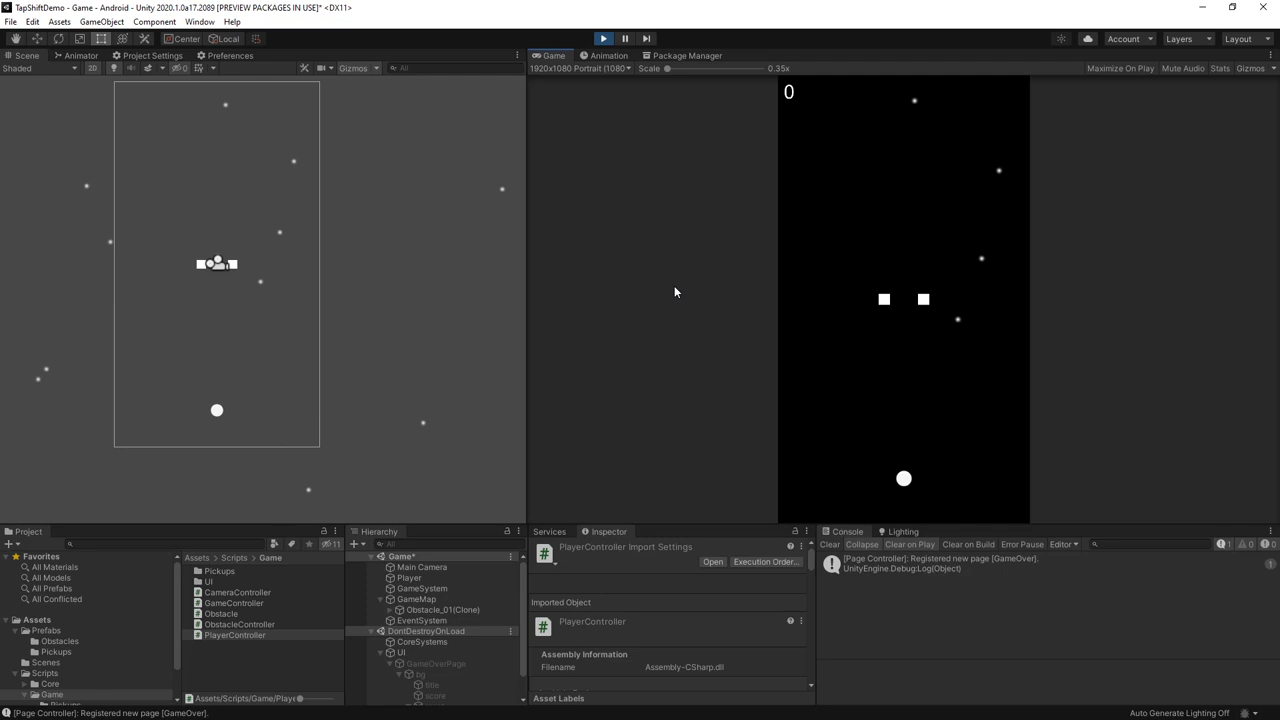 TapShiftDemo - Game - Android - Unity 2020.1.0a17.2089 [PREVIEW PACKAGES IN USE]* <DX11>
File Edit Assets GameObject Component Window Help
Center Local Account Layers Layout
Scene Animator Project Settings Preferences Game Animation Package Manager
Shaded 2D 0 Gizmos All 1920x1080 Portrait (1080 Scale 0.35x Maximize On Play Mute Audio Stats Gizmos
0
Project Hierarchy Services Inspector Console Lighting
11 All Clear Collapse Clear on Play Clear on Build Error Pause Editor 1 0 0
Favorites
All Materials
All Models
All Prefabs
All Conflicted
Assets
Prefabs
Obstacles
Pickups
Scenes
Scripts
Core
Game
Pickups
Assets > Scripts > Game
Pickups
UI
CameraController
GameController
Obstacle
ObstacleController
PlayerController
Assets/Scripts/Game/Playe
Game*
Main Camera
Player
GameSystem
GameMap
Obstacle_01(Clone)
EventSystem
DontDestroyOnLoad
CoreSystems
UI
GameOverPage
bg
title
score
PlayerController Import Settings
Open Execution Order...
Imported Object
PlayerController
Assembly Information
Filename Assembly-CSharp.dll
Asset Labels
[Page Controller]: Registered new page [GameOver].
UnityEngine.Debug:Log(Object)
1
[Page Controller]: Registered new page [GameOver].
Auto Generate Lighting Off